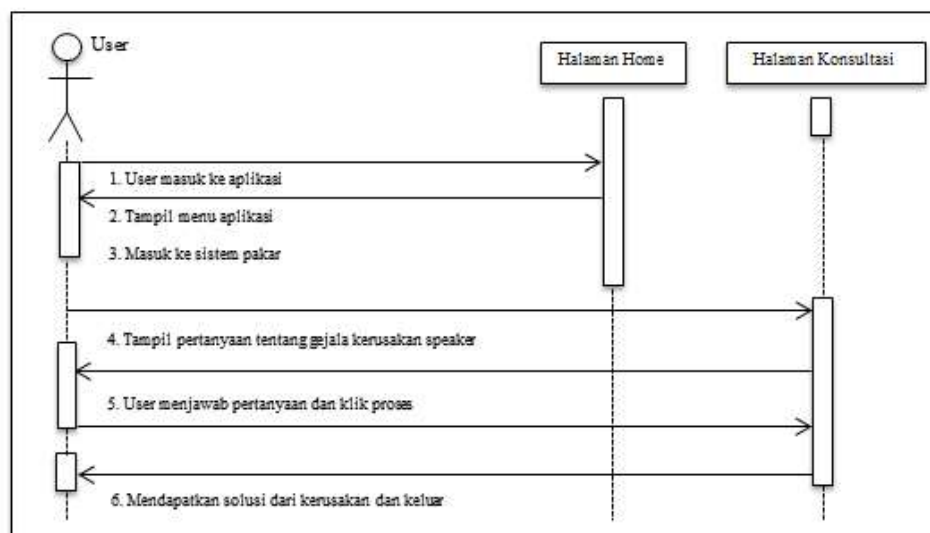 User
Halaman Home
Halaman Konsultasi
1. User masuk ke aplikasi
2. Tampil menu aplikasi
3. Masuk ke sistem pakar
4. Tampil pertanyaan tentang gejala kerusakan speaker
5. User menjawab pertanyaan dan klik proses
6. Mendapatkan solusi dari kerusakan dan keluar